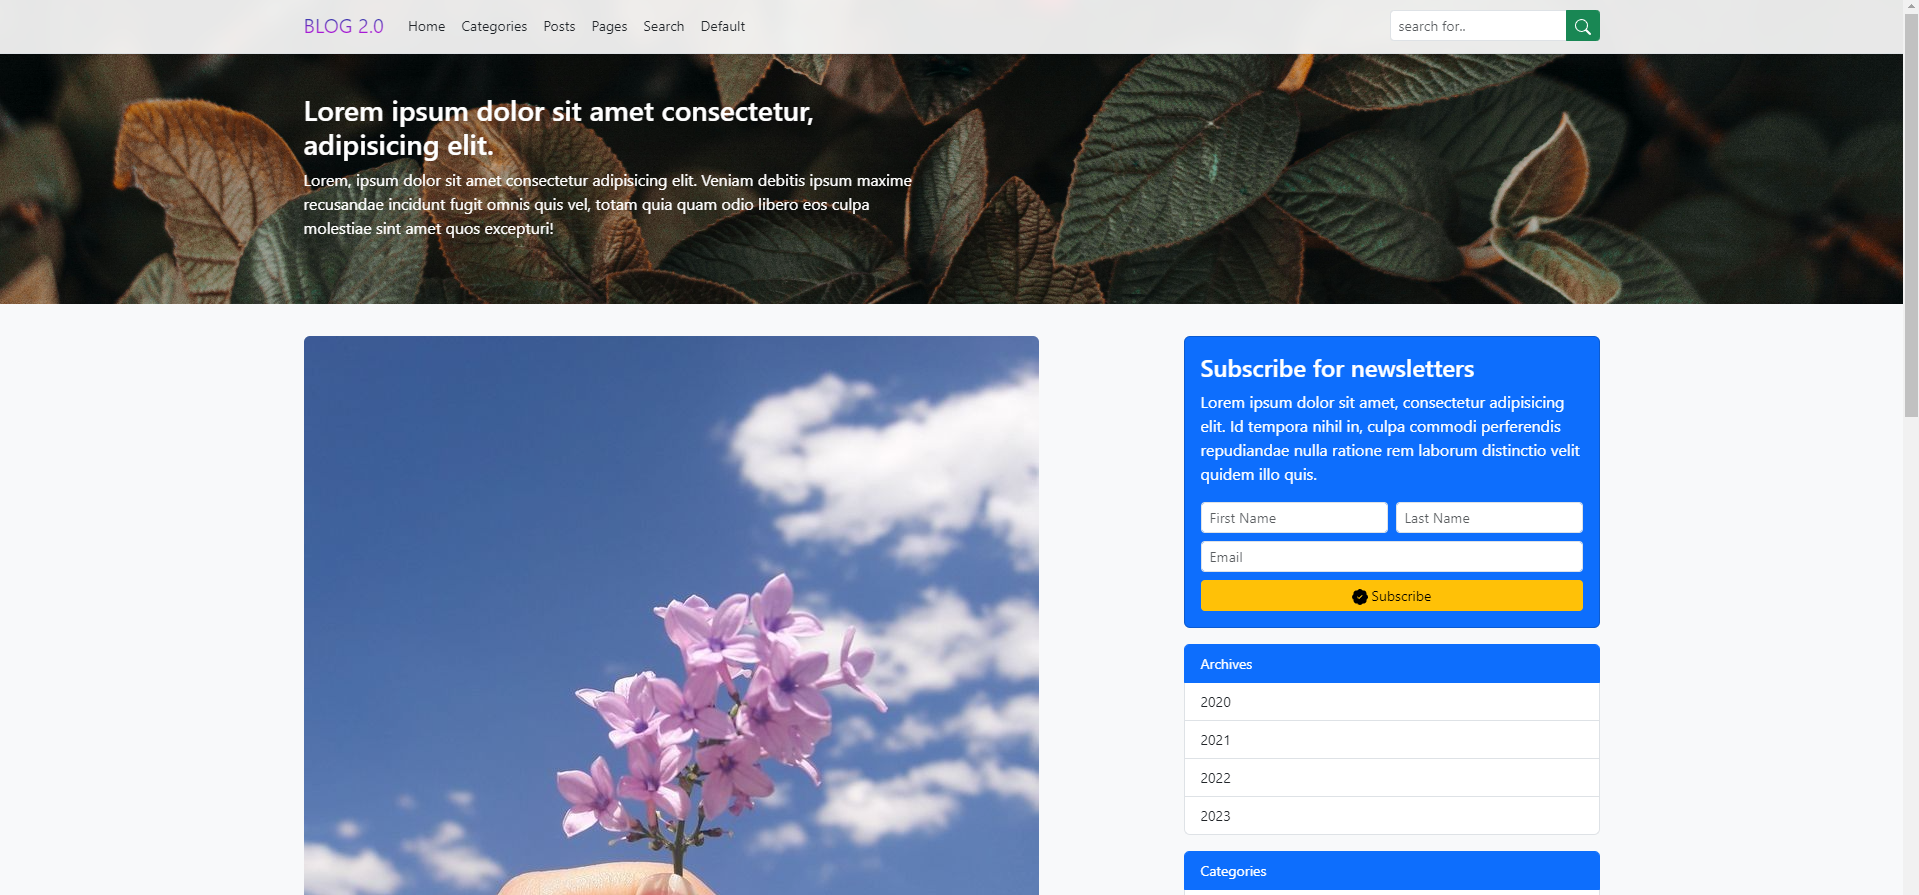 BLOG 2.0 Home Categories Posts Pages Search Default search for..
Lorem ipsum dolor sit amet consectetur,
adipisicing elit.
Lorem, ipsum dolor sit amet consectetur adipisicing elit. Veniam debitis ipsum maxime
recusandae incidunt fugit omnis quis vel, totam quia quam odio libero eos culpa
molestiae sint amet quos excepturi!
Subscribe for newsletters
Lorem ipsum dolor sit amet, consectetur adipisicing
elit. Id tempora nihil in, culpa commodi perferendis
repudiandae nulla ratione rem laborum distinctio velit
quidem illo quis.
First Name Last Name
Email
Subscribe
Archives
2020
2021
2022
2023
Categories